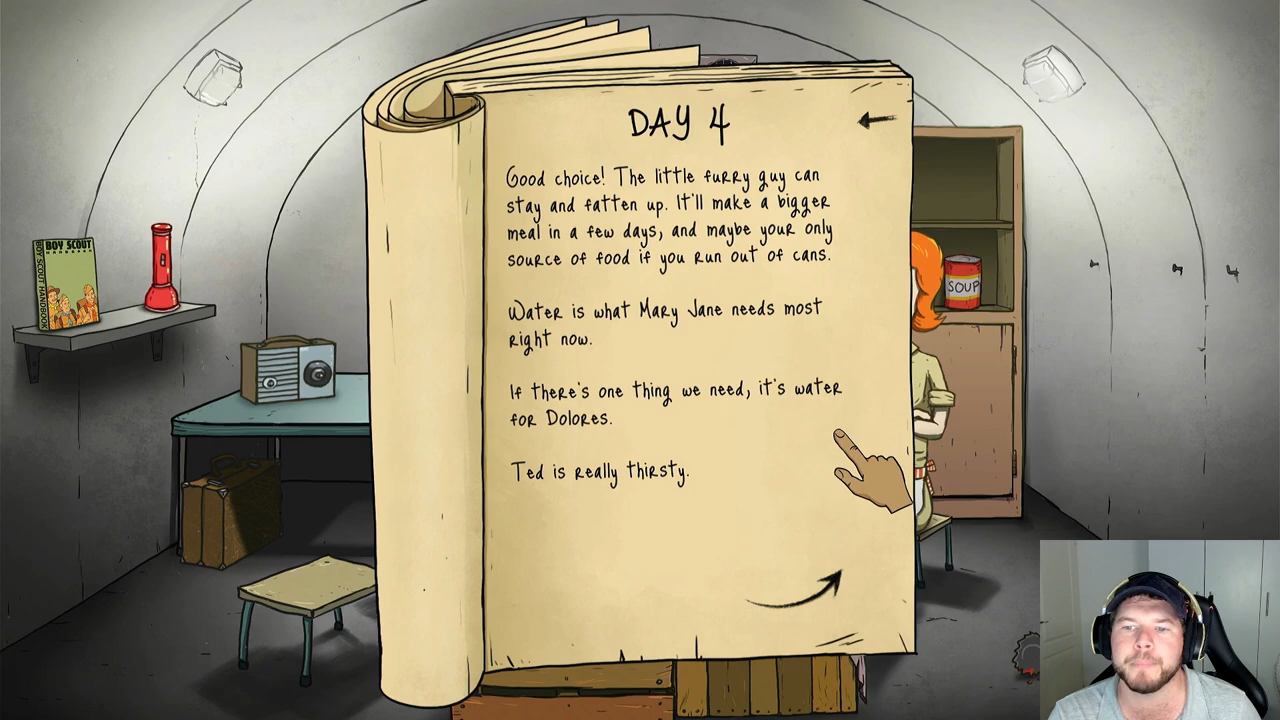 DAY 4
Good choice! The little furry guy can
stay and fatten up. It'll make a bigger
meal in a few days, and maybe your only
source of food if you run out of cans.
Water is what Mary Jane needs most
right now.
If there's one thing we need, it's water
for Dolores.
Ted is really thirsty.
BOY SCOUT
HANDBOOK
BOY SCOUT HANDBOOK
SOUP